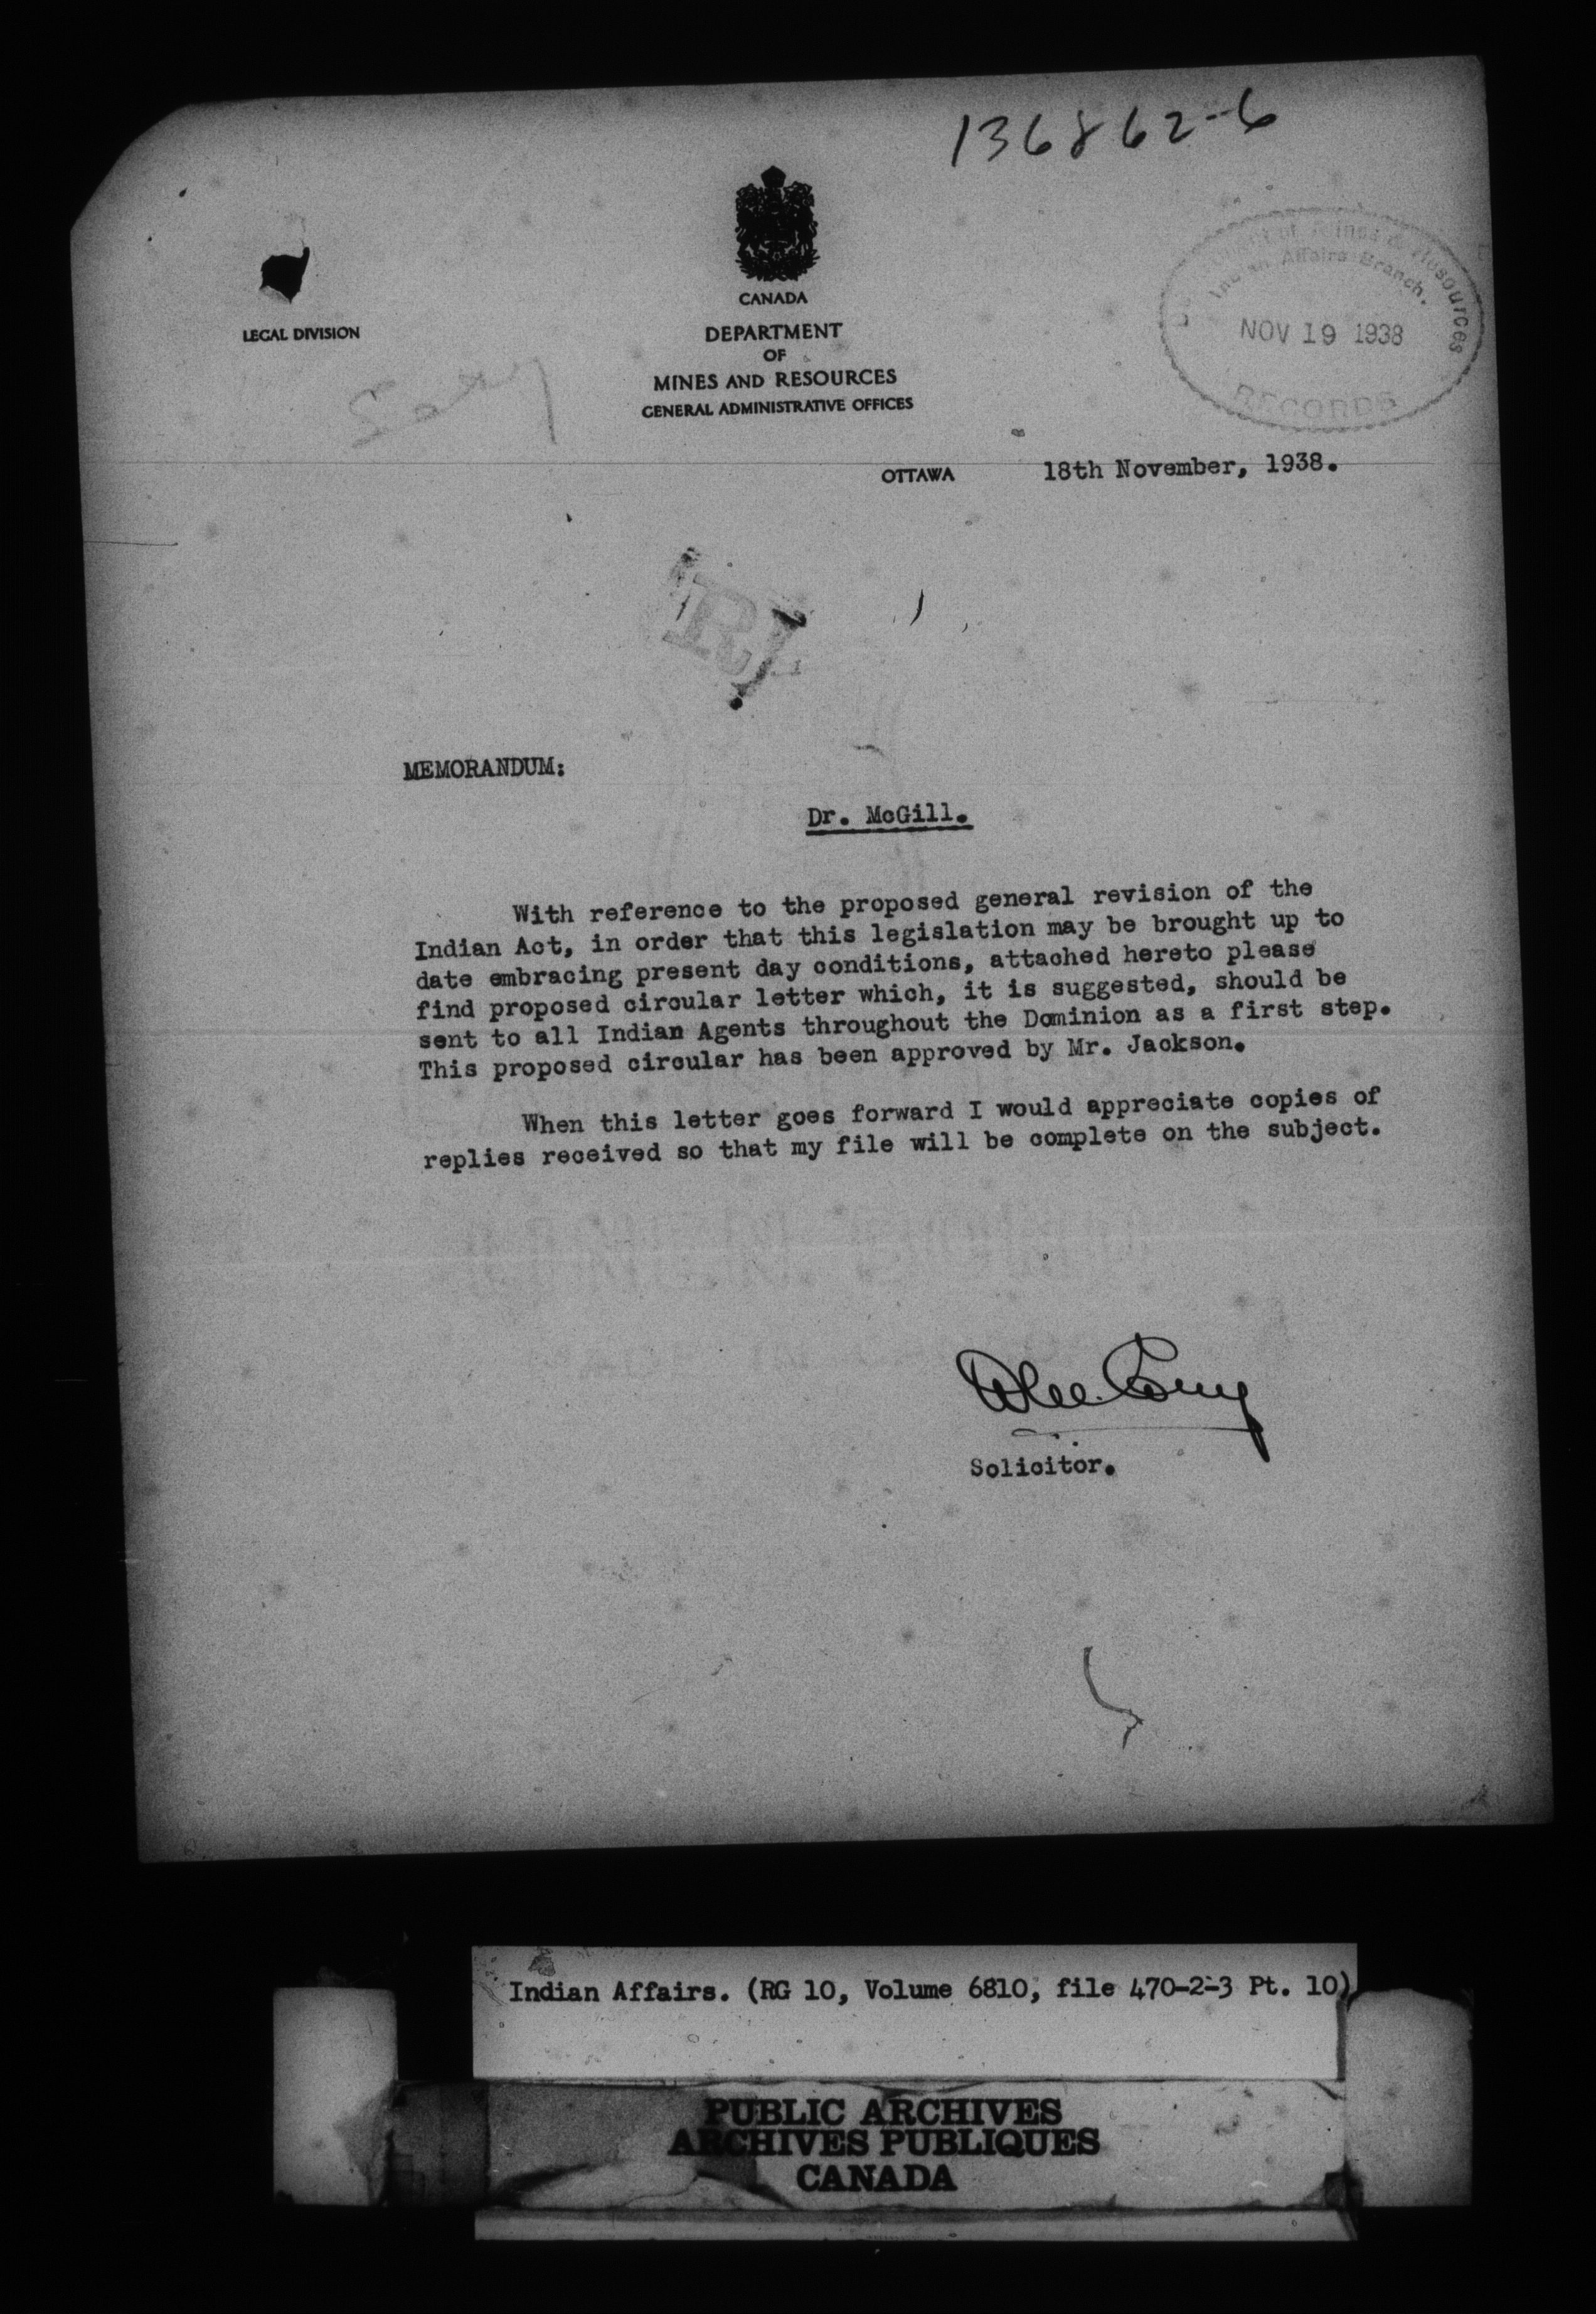 136862-6
CANADA
LEGAL DIVISION
DEPARTMENT
OF
MINES AND RESOURCES
GENERAL ADMINISTRATIVE OFFICES
of Mines & Resources
Indian Affairs Branch.
NOV 19 1938
RECORDS
OTTAWA 18th November, 1938.
MEMORANDUM:
Dr. McGill.
With reference to the proposed general revision of the
Indian Act, in order that this legislation may be brought up to
date embracing present day conditions, attached hereto please
find proposed circular letter which, it is suggested, should be
sent to all Indian Agents throughout the Dominion as a first step.
This proposed circular has been approved by Mr. Jackson.
When this letter goes forward I would appreciate copies of
replies received so that my file will be complete on the subject.
Solicitor.
Indian Affairs. (RG 10, Volume 6810, file 470-2-3 Pt. 10)
PUBLIC ARCHIVES
ARCHIVES PUBLIQUES
CANADA